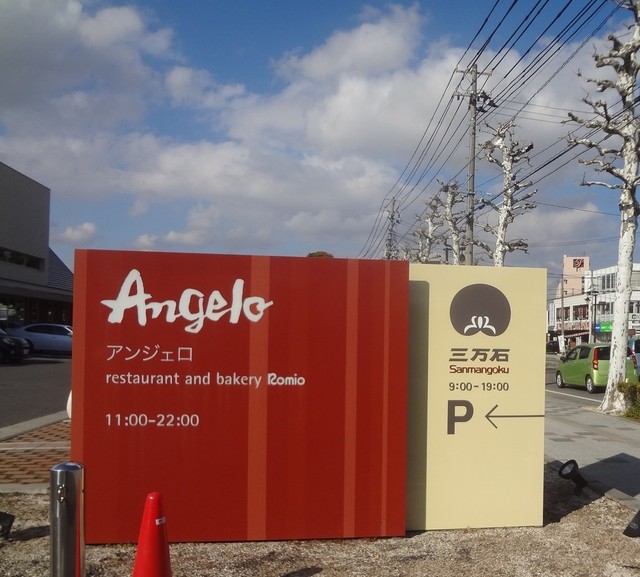 Angelo
アンジェロ
restaurant and bakery Romio
11:00-22:00
三万石
Sanmangoku
9:00-19:00
P